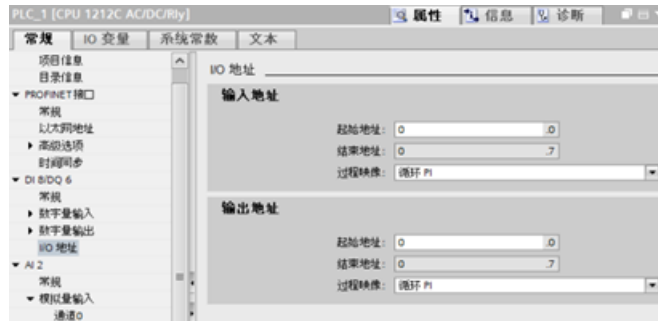 PLC_1 [CPU 1212C AC/DC/Rly]
属性 信息 诊断
常规 IO 变量 系统常数 文本
项目信息
目录信息
PROFINET接口
常规
以太网地址
高级选项
时间同步
DI 8/DQ 6
常规
数字量输入
数字量输出
I/O 地址
AI 2
常规
模拟量输入
通道0
I/O 地址
输入地址
起始地址: 0 .0
结束地址: 0 .7
过程映像: 循环 PI
输出地址
起始地址: 0 .0
结束地址: 0 .7
过程映像: 循环 PI